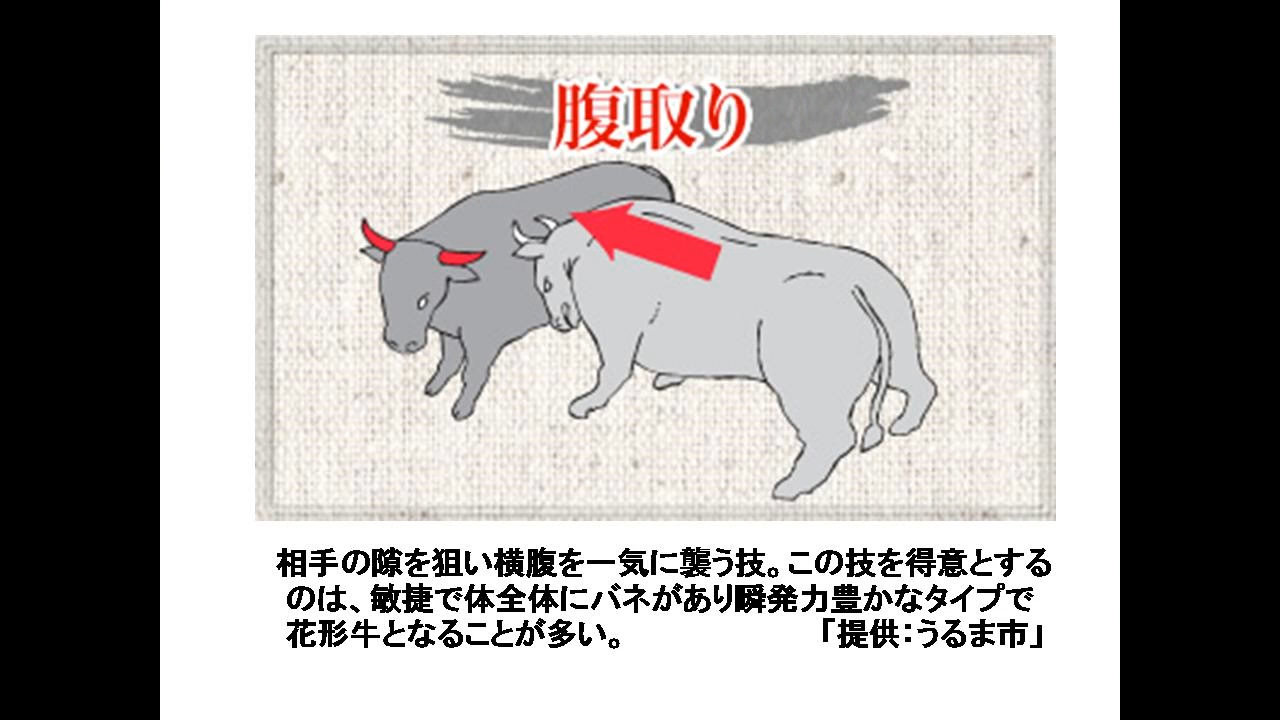 腹取り
相手の隙を狙い横腹を一気に襲う技。この技を得意とする
のは、敏捷で体全体にバネがあり瞬発力豊かなタイプで
花形牛となることが多い。　　　　　　「提供：うるま市」